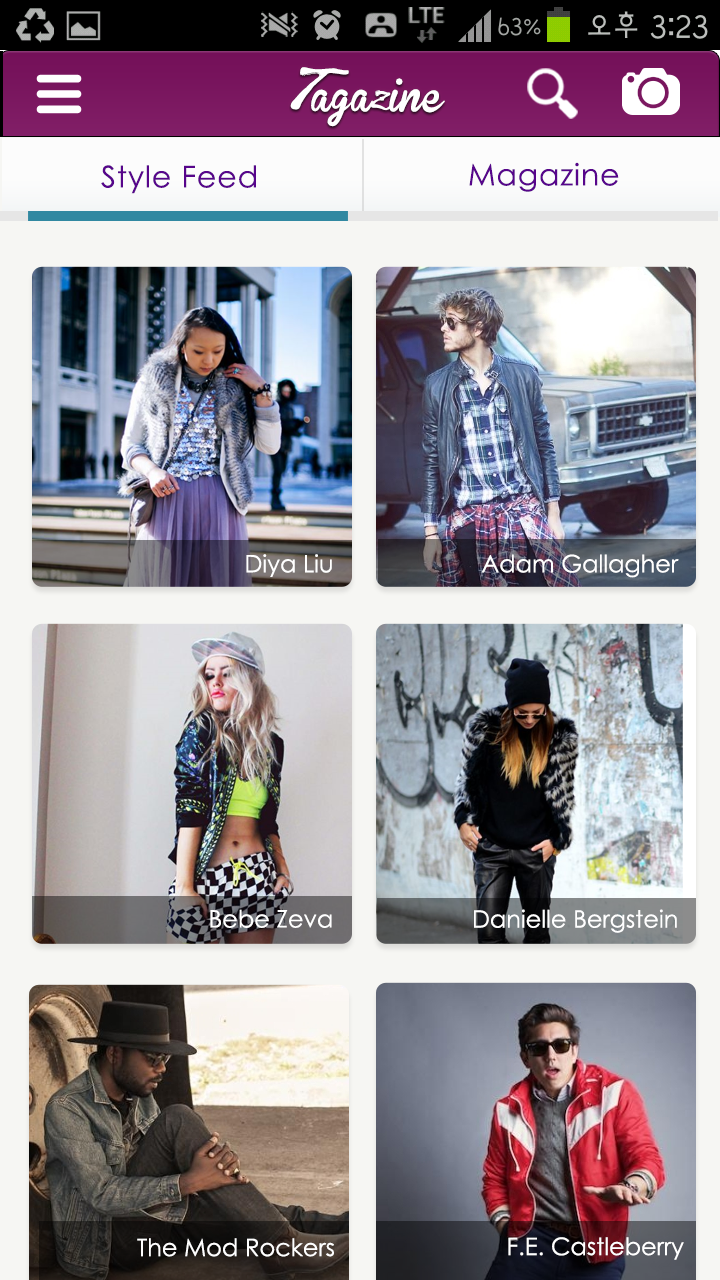 LTE
63%
오후 3:23
Tagazine
Style Feed
Magazine
Diya Liu
Adam Gallagher
Bebe Zeva
Danielle Bergstein
The Mod Rockers
F.E. Castleberry